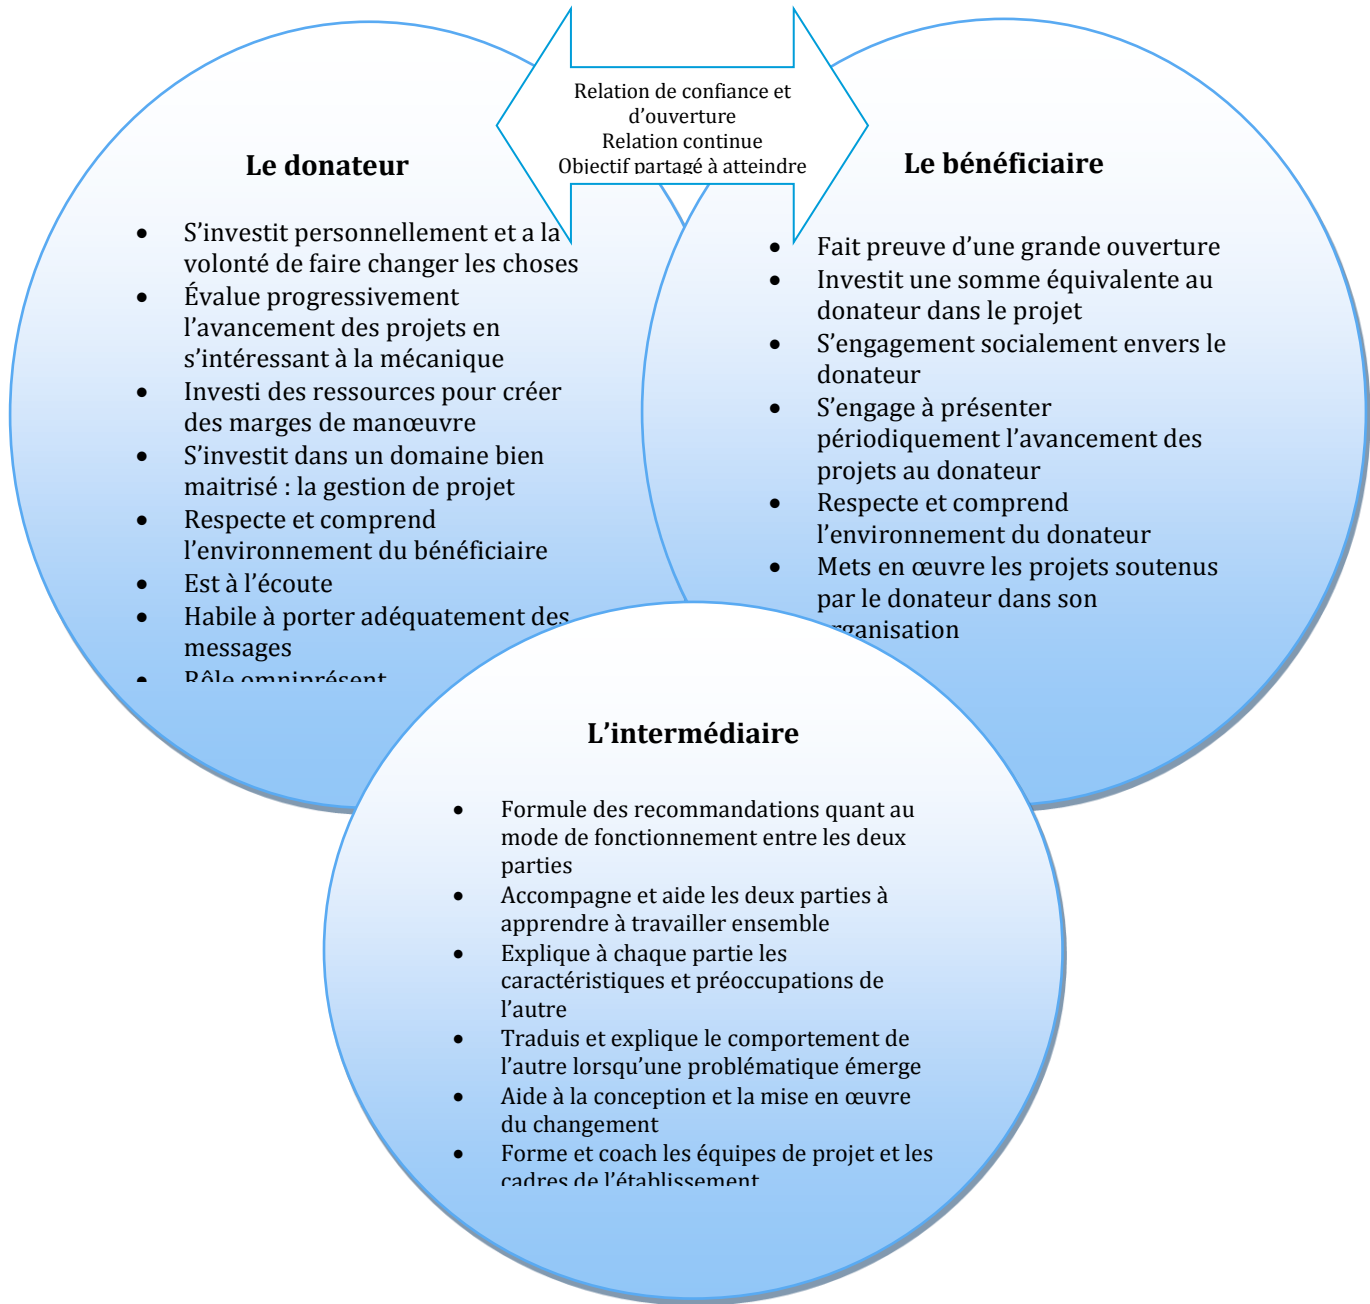 Relation de confiance et
d’ouverture
Relation continue
Objectif partagé à atteindre
Le donateur
• S’investit personnellement et a la
volonté de faire changer les choses
• Évalue progressivement
l’avancement des projets en
s’intéressant à la mécanique
• Investi des ressources pour créer
des marges de manœuvre
• S’investit dans un domaine bien
maitrisé : la gestion de projet
• Respecte et comprend
l’environnement du bénéficiaire
• Est à l’écoute
• Habile à porter adéquatement des
messages
• Rôle omniprésent
Le bénéficiaire
• Fait preuve d’une grande ouverture
• Investit une somme équivalente au
donateur dans le projet
• S’engagement socialement envers le
donateur
• S’engage à présenter
périodiquement l’avancement des
projets au donateur
• Respecte et comprend
l’environnement du donateur
• Mets en œuvre les projets soutenus
par le donateur dans son
organisation
L’intermédiaire
• Formule des recommandations quant au
mode de fonctionnement entre les deux
parties
• Accompagne et aide les deux parties à
apprendre à travailler ensemble
• Explique à chaque partie les
caractéristiques et préoccupations de
l’autre
• Traduis et explique le comportement de
l’autre lorsqu’une problématique émerge
• Aide à la conception et la mise en œuvre
du changement
• Forme et coach les équipes de projet et les
cadres de l’établissement